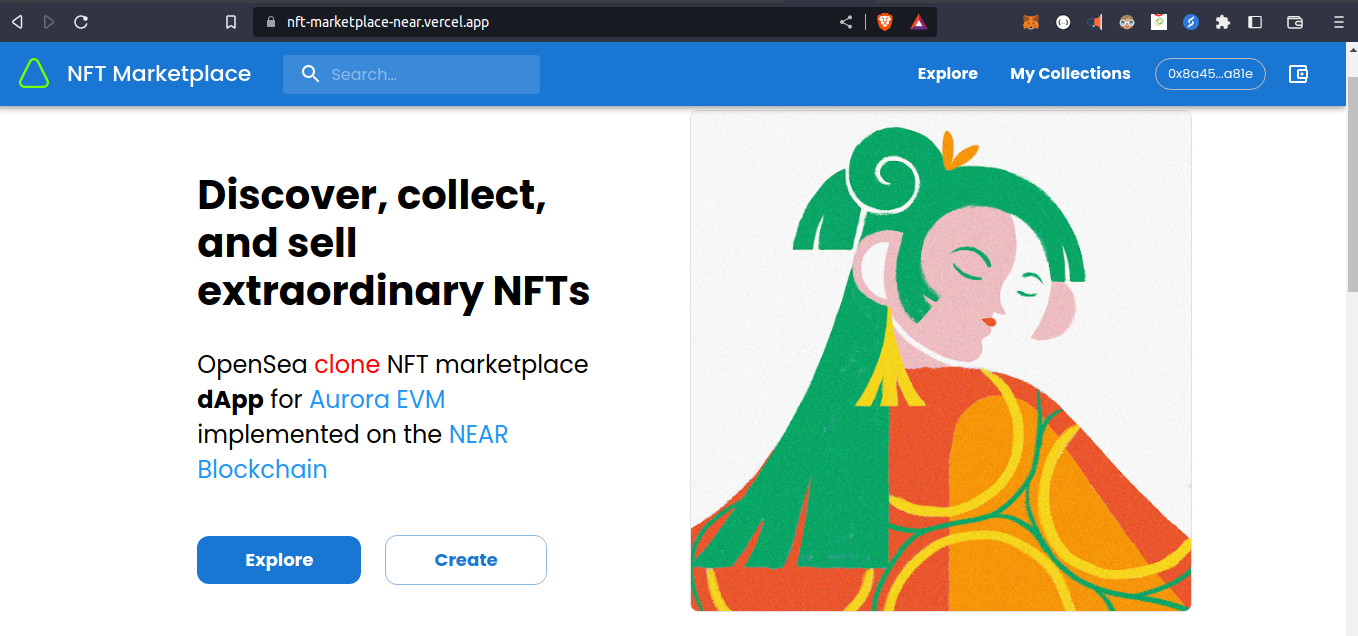 nft-marketplace-near.vercel.app
NFT Marketplace
Search...
Explore
My Collections
0x8a45...a81e
Discover, collect,
and sell
extraordinary NFTs
OpenSea clone NFT marketplace
dApp for Aurora EVM
implemented on the NEAR
Blockchain
Explore
Create